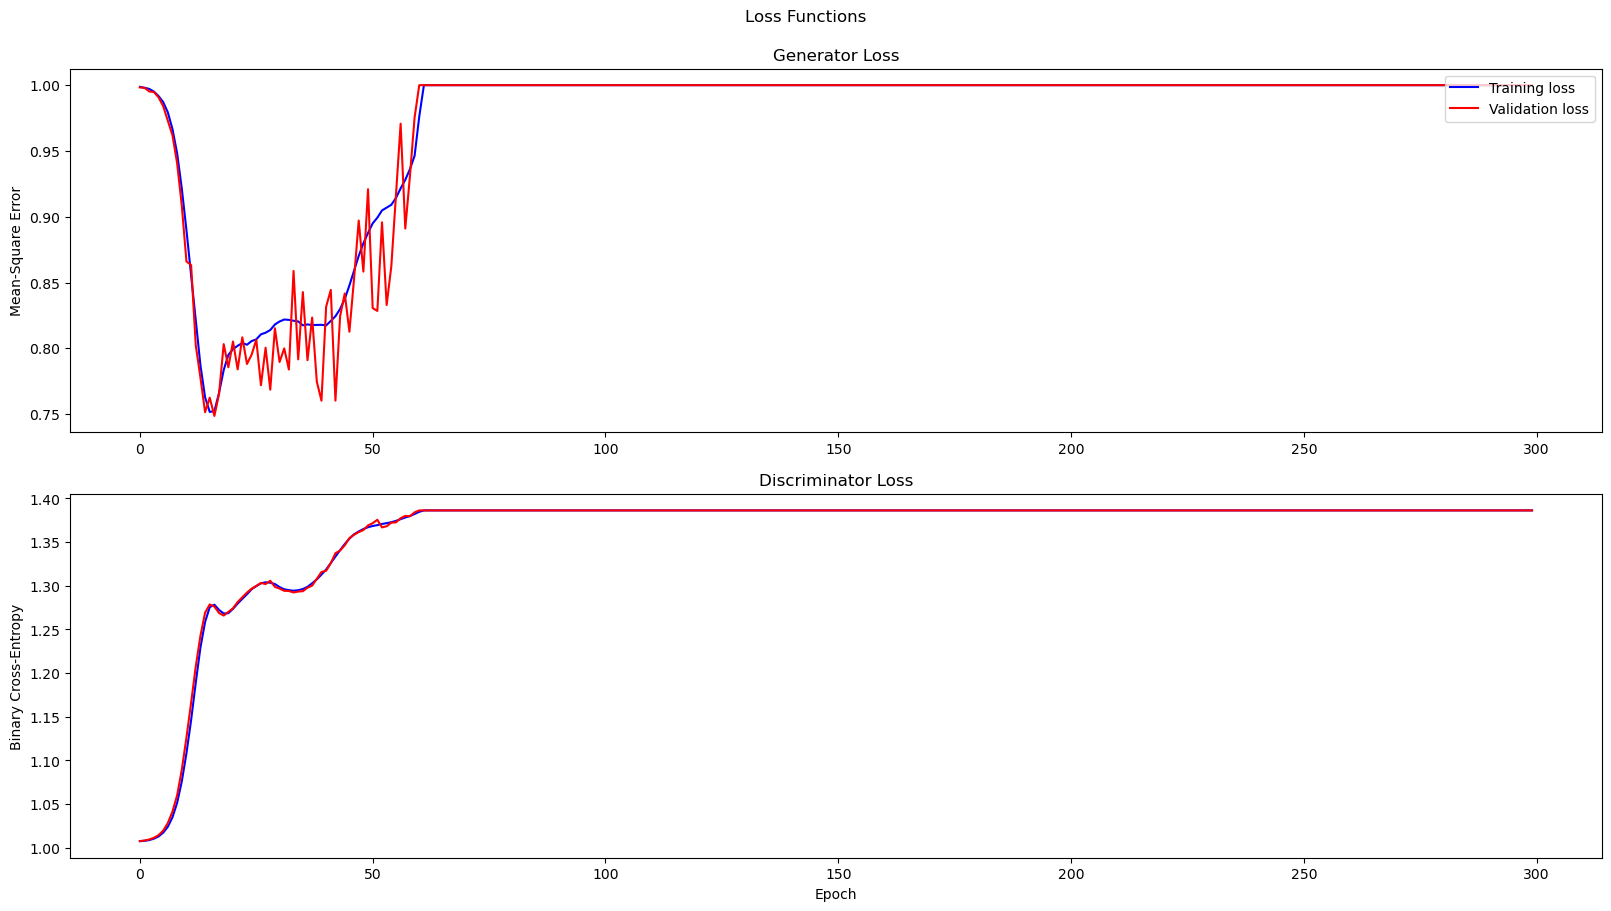 Loss Functions
Generator Loss
Mean-Square Error
1.00
0.95
0.90
0.85
0.80
0.75
Training loss
Validation loss
0 50 100 150 200 250 300
Discriminator Loss
Binary Cross-Entropy
1.40
1.35
1.30
1.25
1.20
1.15
1.10
1.05
1.00
0 50 100 150 200 250 300
Epoch